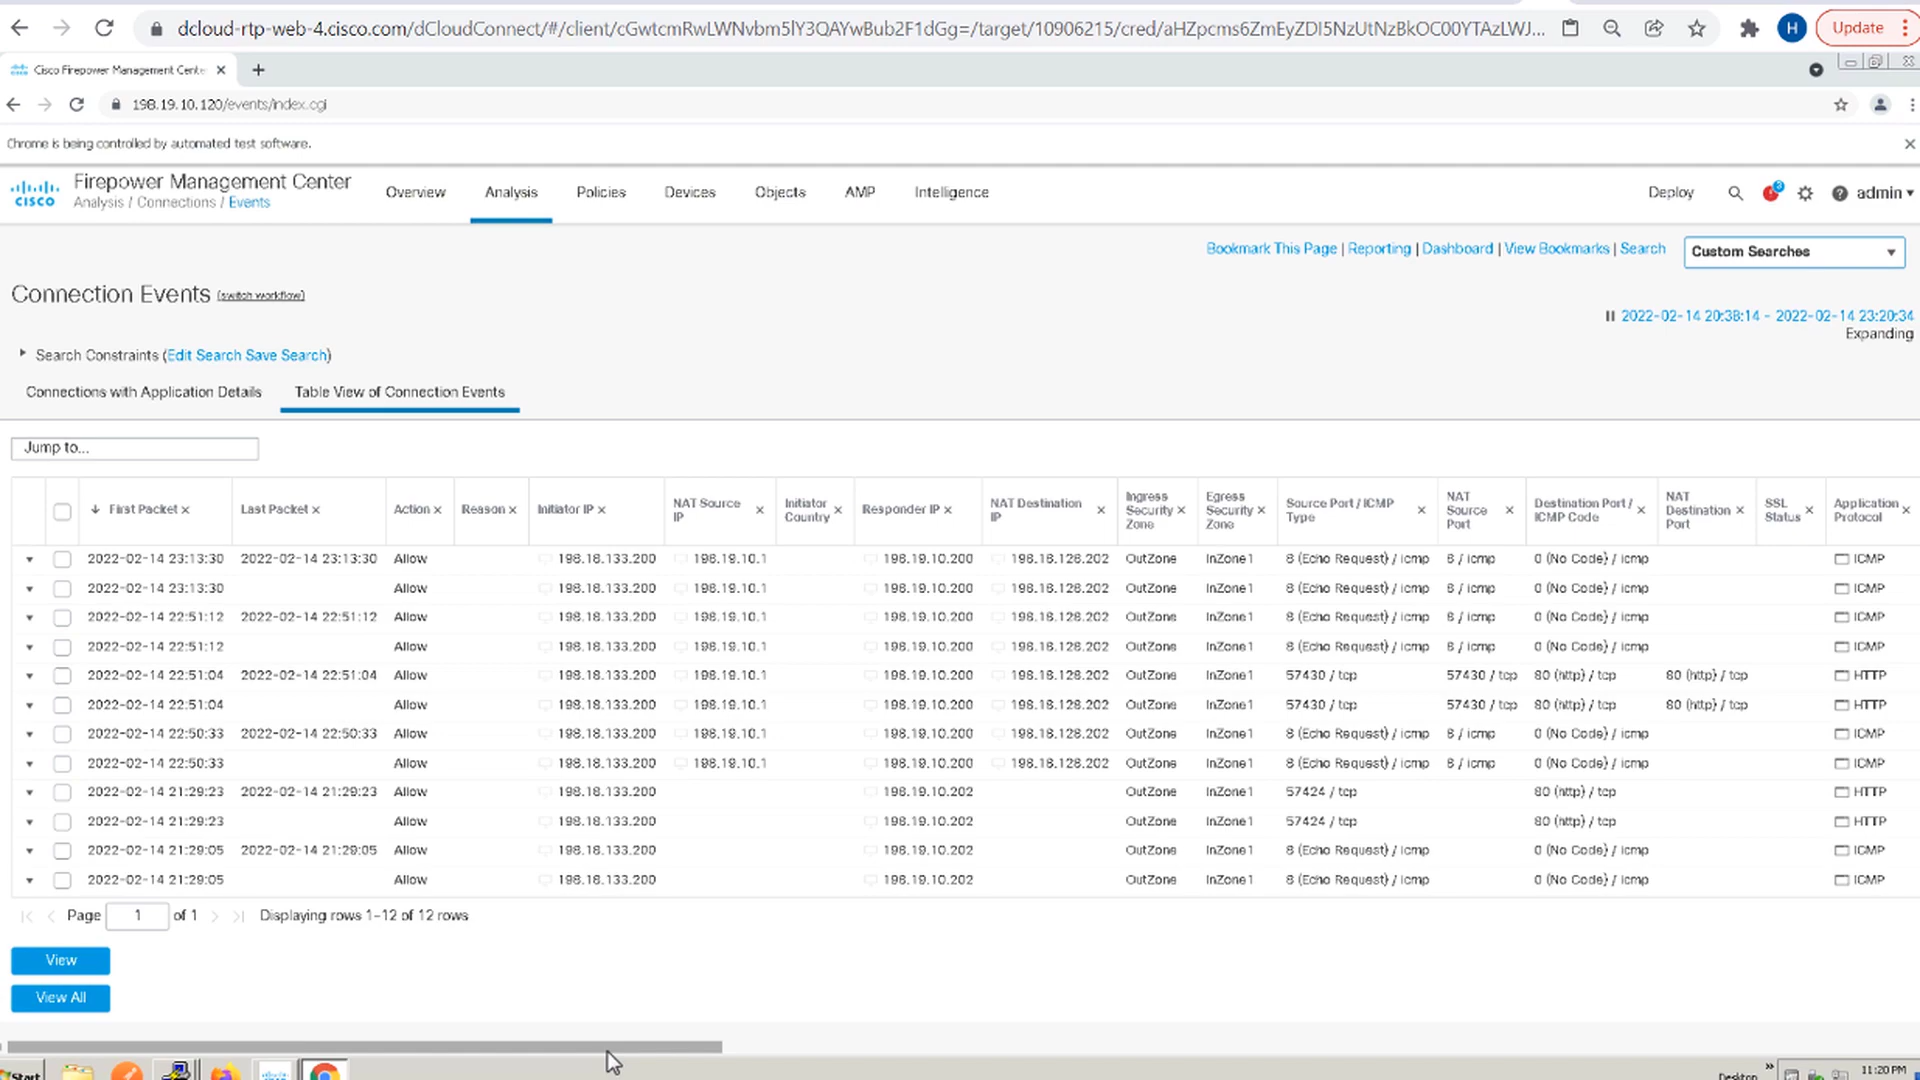 dcloud-rtp-web-4.cisco.com/dCloudConnect/#/client/cGwtcmRwLWNvbm5lY3QAYwBub2F1dGg=/target/10906215/cred/aHZpcms6ZmEyZDI5NzUtNzBkOC00YTAzLWJ...
H
Update
Cisco Firepower Management Cente
198.19.10.120/events/index.cgi
Chrome is being controlled by automated test software.
CISCO
Firepower Management Center
Analysis / Connections / Events
Overview Analysis Policies Devices Objects AMP Intelligence
Deploy admin
Bookmark This Page | Reporting | Dashboard | View Bookmarks | Search
Custom Searches
Connection Events (switch workflow)
2022-02-14 20:38:14 - 2022-02-14 23:20:34
Expanding
Search Constraints (Edit Search Save Search)
Connections with Application Details Table View of Connection Events
Jump to...
First Packet Last Packet Action Reason Initiator IP NAT Source IP Initiator Country Responder IP NAT Destination IP Ingress Security Zone Egress Security Zone Source Port / ICMP Type NAT Source Port Destination Port / ICMP Code NAT Destination Port SSL Status Application Protocol
2022-02-14 23:13:30 2022-02-14 23:13:30 Allow 198.18.133.200 198.19.10.1 198.19.10.200 198.18.128.202 OutZone InZone1 8 (Echo Request) / icmp 8 / icmp 0 (No Code) / icmp ICMP
2022-02-14 23:13:30 Allow 198.18.133.200 198.19.10.1 198.19.10.200 198.18.128.202 OutZone InZone1 8 (Echo Request) / icmp 8 / icmp 0 (No Code) / icmp ICMP
2022-02-14 22:51:12 2022-02-14 22:51:12 Allow 198.18.133.200 198.19.10.1 198.19.10.200 198.18.128.202 OutZone InZone1 8 (Echo Request) / icmp 8 / icmp 0 (No Code) / icmp ICMP
2022-02-14 22:51:12 Allow 198.18.133.200 198.19.10.1 198.19.10.200 198.18.128.202 OutZone InZone1 8 (Echo Request) / icmp 8 / icmp 0 (No Code) / icmp ICMP
2022-02-14 22:51:04 2022-02-14 22:51:04 Allow 198.18.133.200 198.19.10.1 198.19.10.200 198.18.128.202 OutZone InZone1 57430 / tcp 57430 / tcp 80 (http) / tcp 80 (http) / tcp HTTP
2022-02-14 22:51:04 Allow 198.18.133.200 198.19.10.1 198.19.10.200 198.18.128.202 OutZone InZone1 57430 / tcp 57430 / tcp 80 (http) / tcp 80 (http) / tcp HTTP
2022-02-14 22:50:33 2022-02-14 22:50:33 Allow 198.18.133.200 198.19.10.1 198.19.10.200 198.18.128.202 OutZone InZone1 8 (Echo Request) / icmp 8 / icmp 0 (No Code) / icmp ICMP
2022-02-14 22:50:33 Allow 198.18.133.200 198.19.10.1 198.19.10.200 198.18.128.202 OutZone InZone1 8 (Echo Request) / icmp 8 / icmp 0 (No Code) / icmp ICMP
2022-02-14 21:29:23 2022-02-14 21:29:23 Allow 198.18.133.200 198.19.10.202 OutZone InZone1 57424 / tcp 80 (http) / tcp HTTP
2022-02-14 21:29:23 Allow 198.18.133.200 198.19.10.202 OutZone InZone1 57424 / tcp 80 (http) / tcp HTTP
2022-02-14 21:29:05 2022-02-14 21:29:05 Allow 198.18.133.200 198.19.10.202 OutZone InZone1 8 (Echo Request) / icmp 0 (No Code) / icmp ICMP
2022-02-14 21:29:05 Allow 198.18.133.200 198.19.10.202 OutZone InZone1 8 (Echo Request) / icmp 0 (No Code) / icmp ICMP
Page 1 of 1 Displaying rows 1-12 of 12 rows
View
View All
Start Desktop 11:20 PM